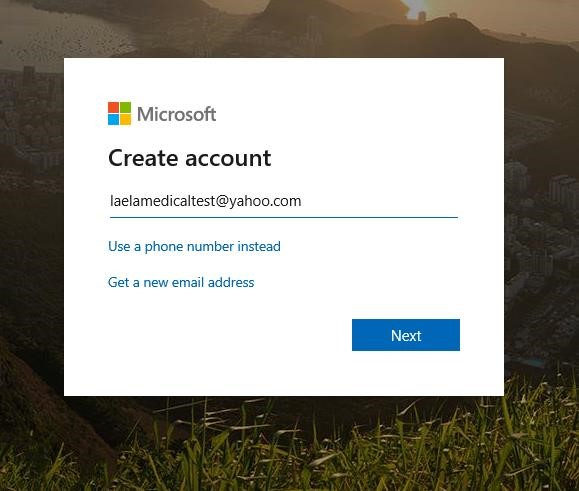 Microsoft
Create account
laelamedicaltest@yahoo.com
Use a phone number instead
Get a new email address
Next